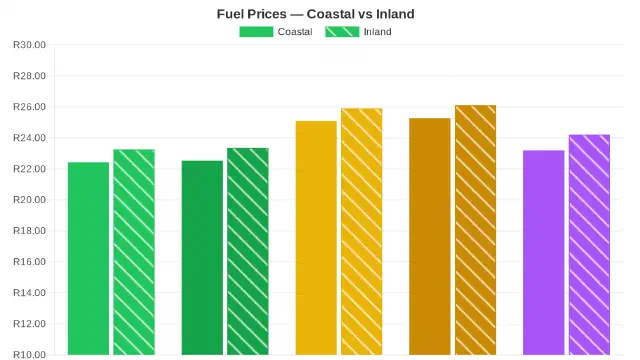 Fuel Prices — Coastal vs Inland
Coastal Inland
R30.00
R28.00
R26.00
R24.00
R22.00
R20.00
R18.00
R16.00
R14.00
R12.00
R10.00